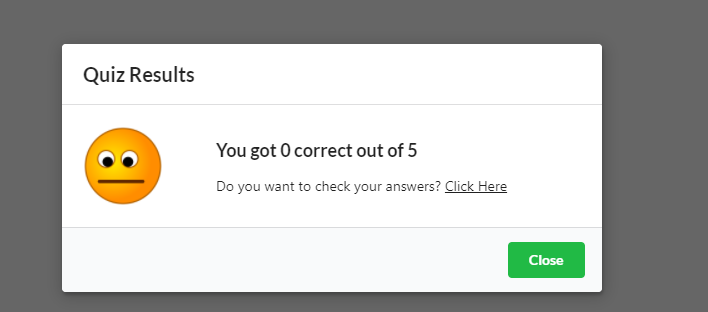 Quiz Results
You got 0 correct out of 5
Do you want to check your answers? Click Here
Close